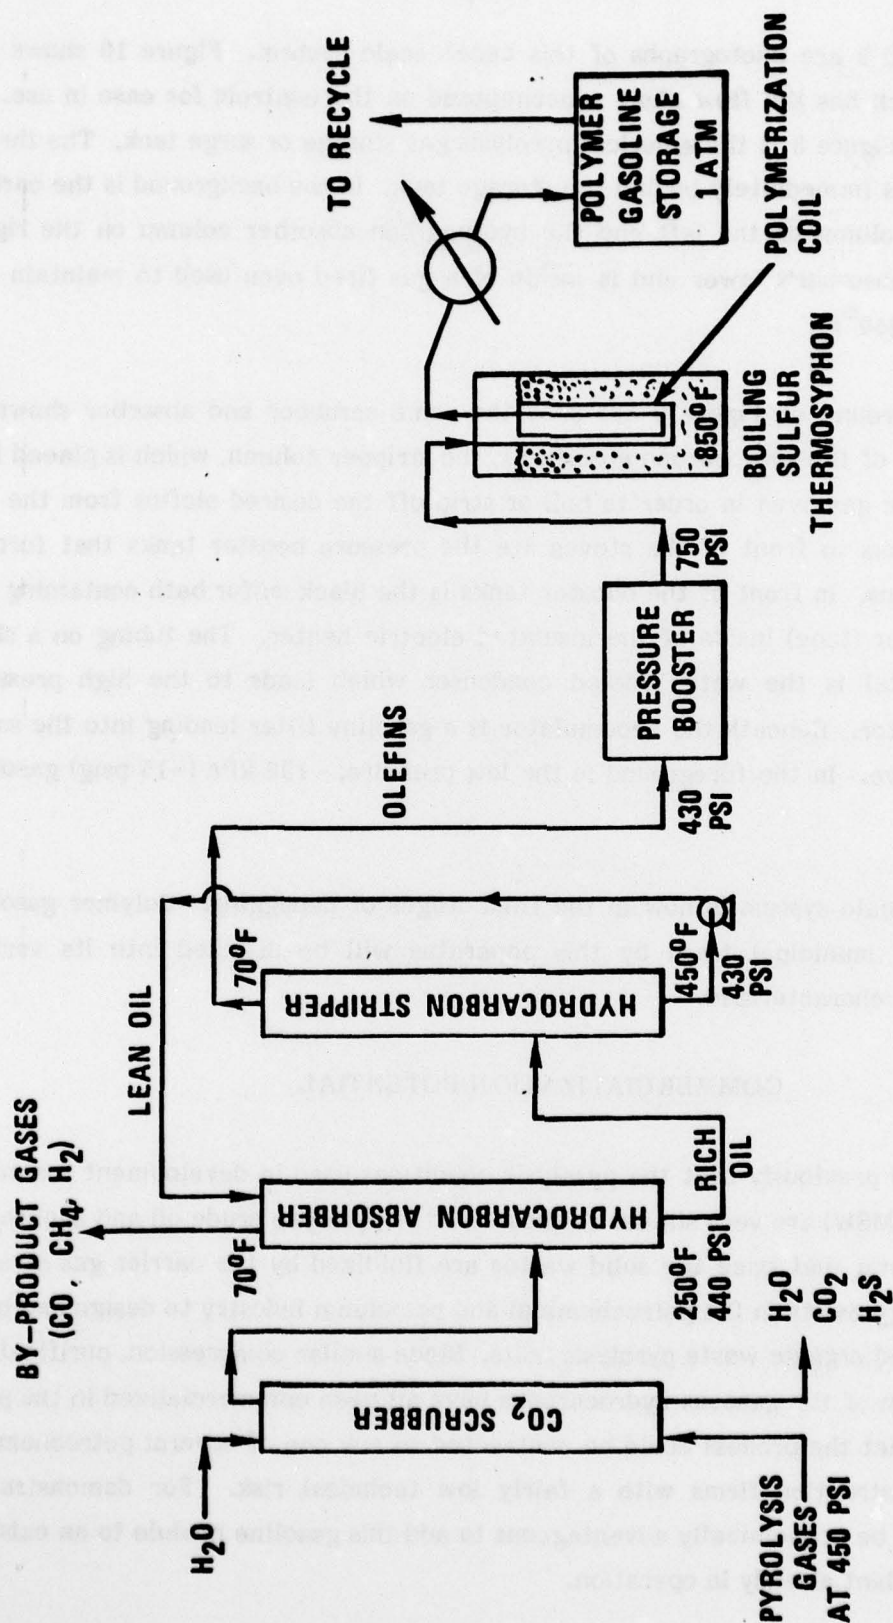 BY-PRODUCT GASES
(CO, CH4, H2)
LEAN OIL
H2O
70°F
70°F
OLEFINS
TO RECYCLE
CO2 SCRUBBER
HYDROCARBON ABSORBER
HYDROCARBON STRIPPER
PYROLYSIS
GASES
AT 450 PSI
H2O
CO2
H2S
450°F
440 PSI
RICH
OIL
450°F
430
PSI
430
PSI
PRESSURE
BOOSTER
750
PSI
850°F
BOILING
SULFUR
THERMOSYPHON
POLYMERIZATION
COIL
POLYMER
GASOLINE
STORAGE
ATM